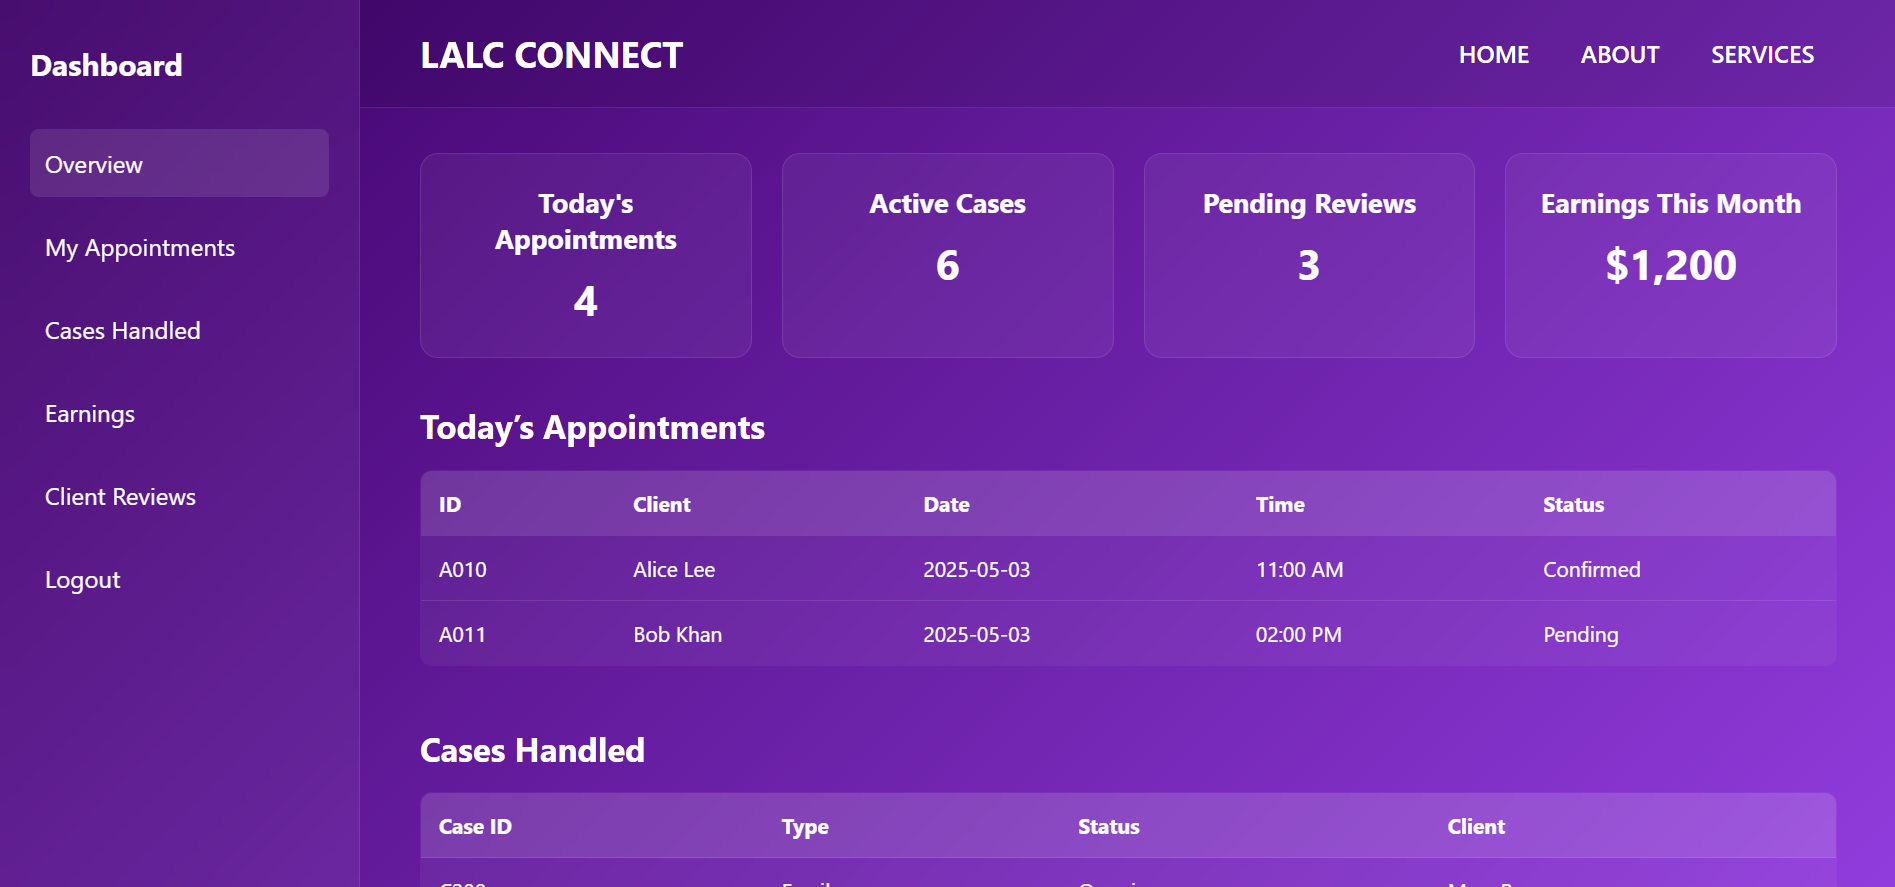 Dashboard
Overview
My Appointments
Cases Handled
Earnings
Client Reviews
Logout
LALC CONNECT
HOME ABOUT SERVICES
Today's
Appointments
4
Active Cases
6
Pending Reviews
3
Earnings This Month
$1,200
Today’s Appointments
ID Client Date Time Status
A010 Alice Lee 2025-05-03 11:00 AM Confirmed
A011 Bob Khan 2025-05-03 02:00 PM Pending
Cases Handled
Case ID Type Status Client